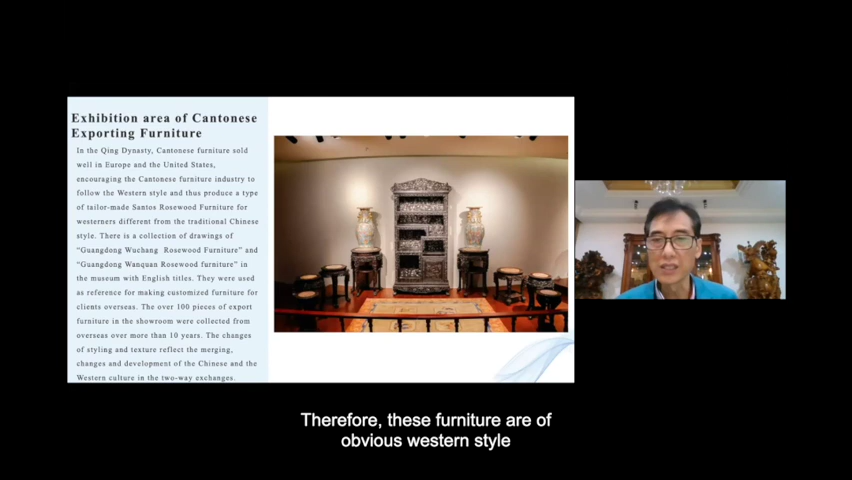 Exhibition area of Cantonese
Exporting Furniture
In the Qing Dynasty, Cantonese furniture sold
well in Europe and the United States,
encouraging the Cantonese furniture industry to
follow the Western style and thus produce a type
of tailor-made Santos Rosewood Furniture for
westerners different from the traditional Chinese
style. There is a collection of drawings of
“Guangdong Wuchang Rosewood Furniture” and
“Guangdong Wanquan Rosewood furniture” in
the museum with English titles. They were used
as reference for making customized furniture for
clients overseas. The over 100 pieces of export
furniture in the showroom were collected from
overseas over more than 10 years. The changes
of styling and texture reflect the merging,
changes and development of the Chinese and the
Western culture in the two-way exchanges.
Therefore, these furniture are of
obvious western style